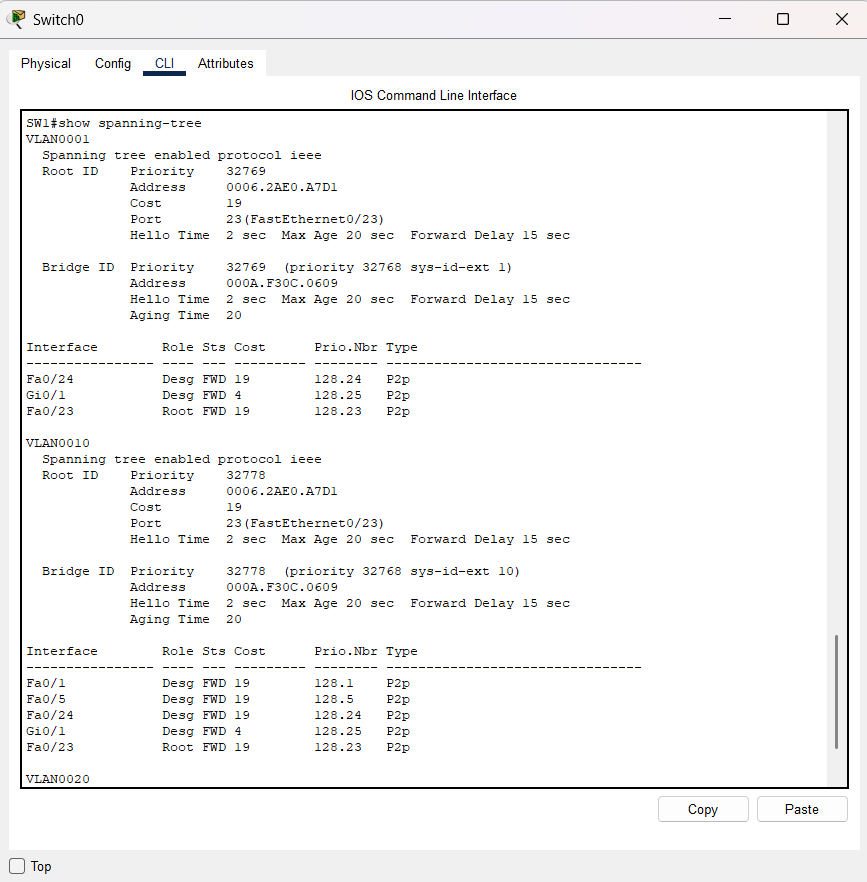 Switch0
Physical Config CLI Attributes
IOS Command Line Interface
SW1#show spanning-tree
VLAN0001
  Spanning tree enabled protocol ieee
  Root ID    Priority    32769
             Address     0006.2AE0.A7D1
             Cost        19
             Port        23(FastEthernet0/23)
             Hello Time  2 sec  Max Age 20 sec  Forward Delay 15 sec

  Bridge ID  Priority    32769  (priority 32768 sys-id-ext 1)
             Address     000A.F30C.0609
             Hello Time  2 sec  Max Age 20 sec  Forward Delay 15 sec
             Aging Time  20

Interface        Role Sts Cost      Prio.Nbr Type
---------------- ---- --- --------- -------- --------------------------------
Fa0/24           Desg FWD 19        128.24   P2p
Gi0/1            Desg FWD 4         128.25   P2p
Fa0/23           Root FWD 19        128.23   P2p

VLAN0010
  Spanning tree enabled protocol ieee
  Root ID    Priority    32778
             Address     0006.2AE0.A7D1
             Cost        19
             Port        23(FastEthernet0/23)
             Hello Time  2 sec  Max Age 20 sec  Forward Delay 15 sec

  Bridge ID  Priority    32778  (priority 32768 sys-id-ext 10)
             Address     000A.F30C.0609
             Hello Time  2 sec  Max Age 20 sec  Forward Delay 15 sec
             Aging Time  20

Interface        Role Sts Cost      Prio.Nbr Type
---------------- ---- --- --------- -------- --------------------------------
Fa0/1            Desg FWD 19        128.1    P2p
Fa0/5            Desg FWD 19        128.5    P2p
Fa0/24           Desg FWD 19        128.24   P2p
Gi0/1            Desg FWD 4         128.25   P2p
Fa0/23           Root FWD 19        128.23   P2p

VLAN0020
Copy Paste
Top